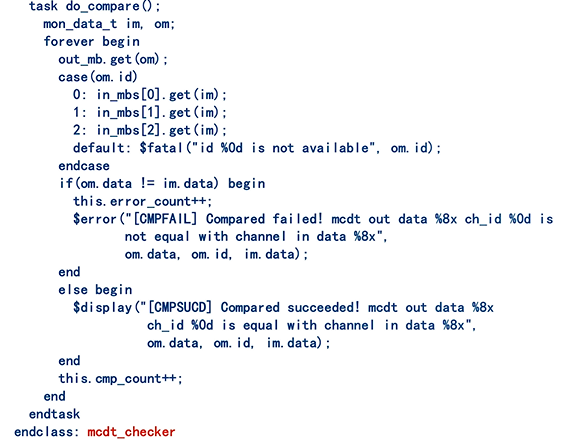 task do_compare();
mon_data_t im, om;
forever begin
out_mb.get(om);
case(om.id)
0: in_mbs[0].get(im);
1: in_mbs[1].get(im);
2: in_mbs[2].get(im);
default: $fatal("id %0d is not available", om.id);
endcase
if(om.data != im.data) begin
this.error_count++;
$error("[CMPFAIL] Compared failed! mcdt out data %8x ch_id %0d is
not equal with channel in data %8x",
om.data, om.id, im.data);
end
else begin
$display("[CMPSUCD] Compared succeeded! mcdt out data %8x
ch_id %0d is equal with channel in data %8x",
om.data, om.id, im.data);
end
this.cmp_count++;
end
endtask
endclass: mcdt_checker